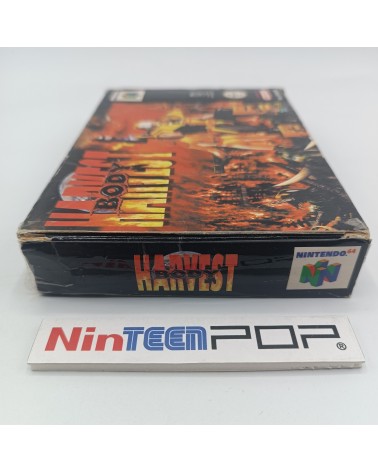 BODY
HARVEST
HARVEST
NINTENDO 64
NINTEENPOP®